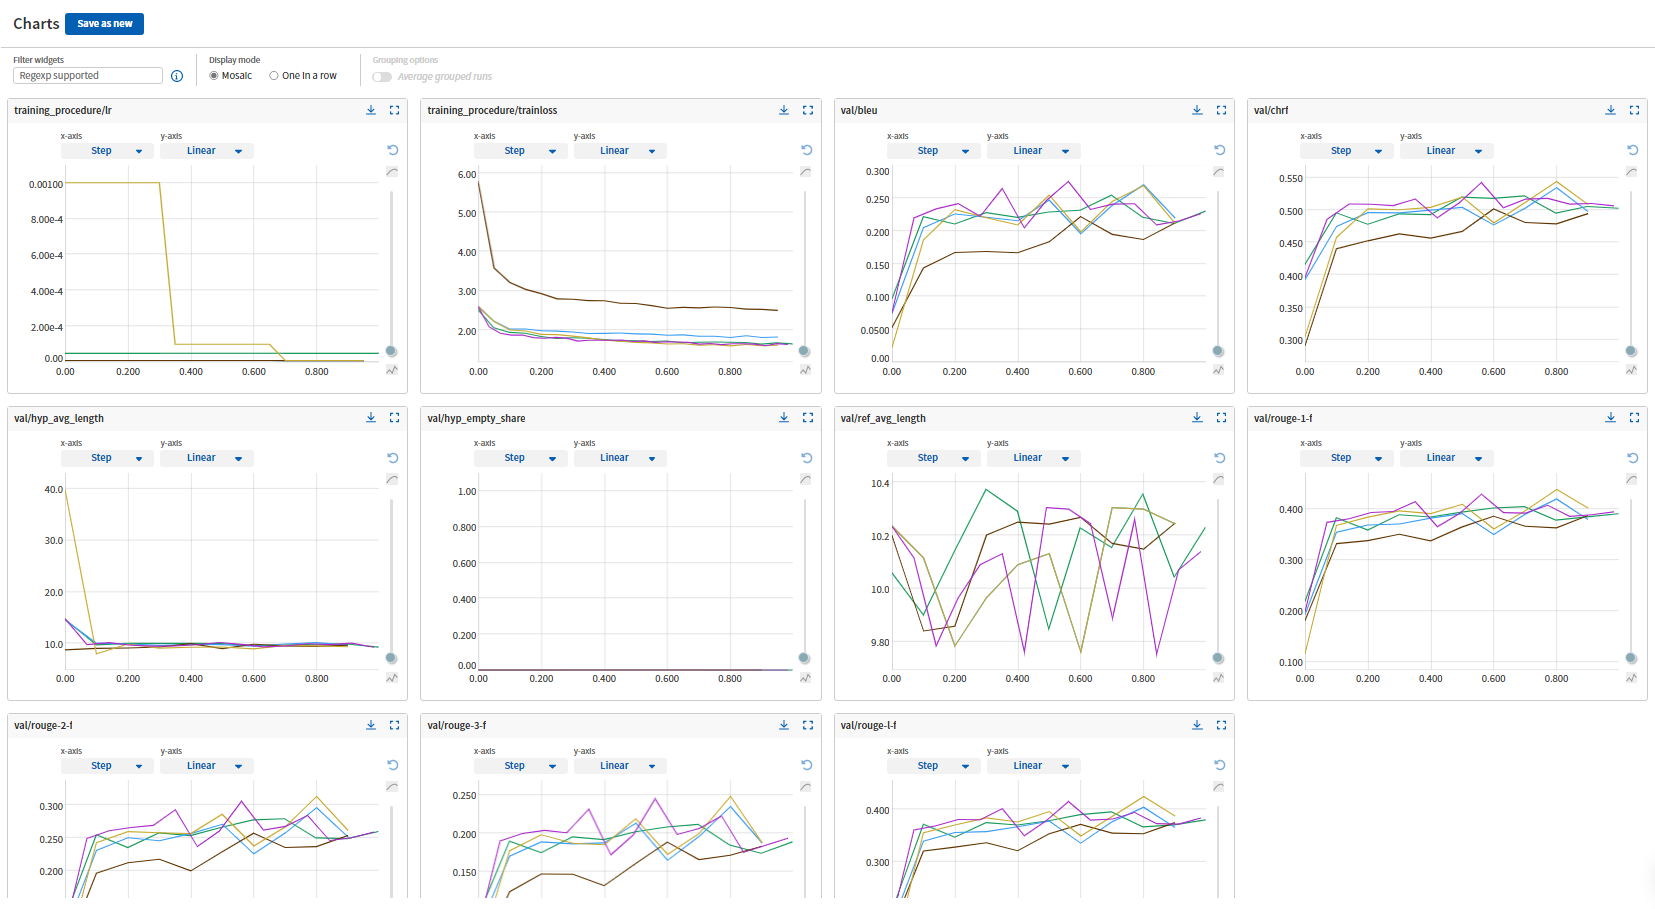 Charts Save as new
Filter widgets Display mode Grouping options
Regexp supported Mosaic One in a row Average grouped runs
training_procedure/lr
x-axis y-axis
Step Linear
0.00100
8.00e-4
6.00e-4
4.00e-4
2.00e-4
0.00
0.00 0.200 0.400 0.600 0.800
training_procedure/trainloss
x-axis y-axis
Step Linear
6.00
5.00
4.00
3.00
2.00
0.00 0.200 0.400 0.600 0.800
val/bleu
x-axis y-axis
Step Linear
0.300
0.250
0.200
0.150
0.100
0.0500
0.00
0.00 0.200 0.400 0.600 0.800
val/chrf
x-axis y-axis
Step Linear
0.550
0.500
0.450
0.400
0.350
0.300
0.00 0.200 0.400 0.600 0.800
val/hyp_avg_length
x-axis y-axis
Step Linear
40.0
30.0
20.0
10.0
0.00 0.200 0.400 0.600 0.800
val/hyp_empty_share
x-axis y-axis
Step Linear
1.00
0.800
0.600
0.400
0.200
0.00
0.00 0.200 0.400 0.600 0.800
val/ref_avg_length
x-axis y-axis
Step Linear
10.4
10.2
10.0
9.80
0.00 0.200 0.400 0.600 0.800
val/rouge-1-f
x-axis y-axis
Step Linear
0.400
0.300
0.200
0.100
0.00 0.200 0.400 0.600 0.800
val/rouge-2-f
x-axis y-axis
Step Linear
0.300
0.250
0.200
val/rouge-3-f
x-axis y-axis
Step Linear
0.250
0.200
0.150
val/rouge-l-f
x-axis y-axis
Step Linear
0.400
0.300